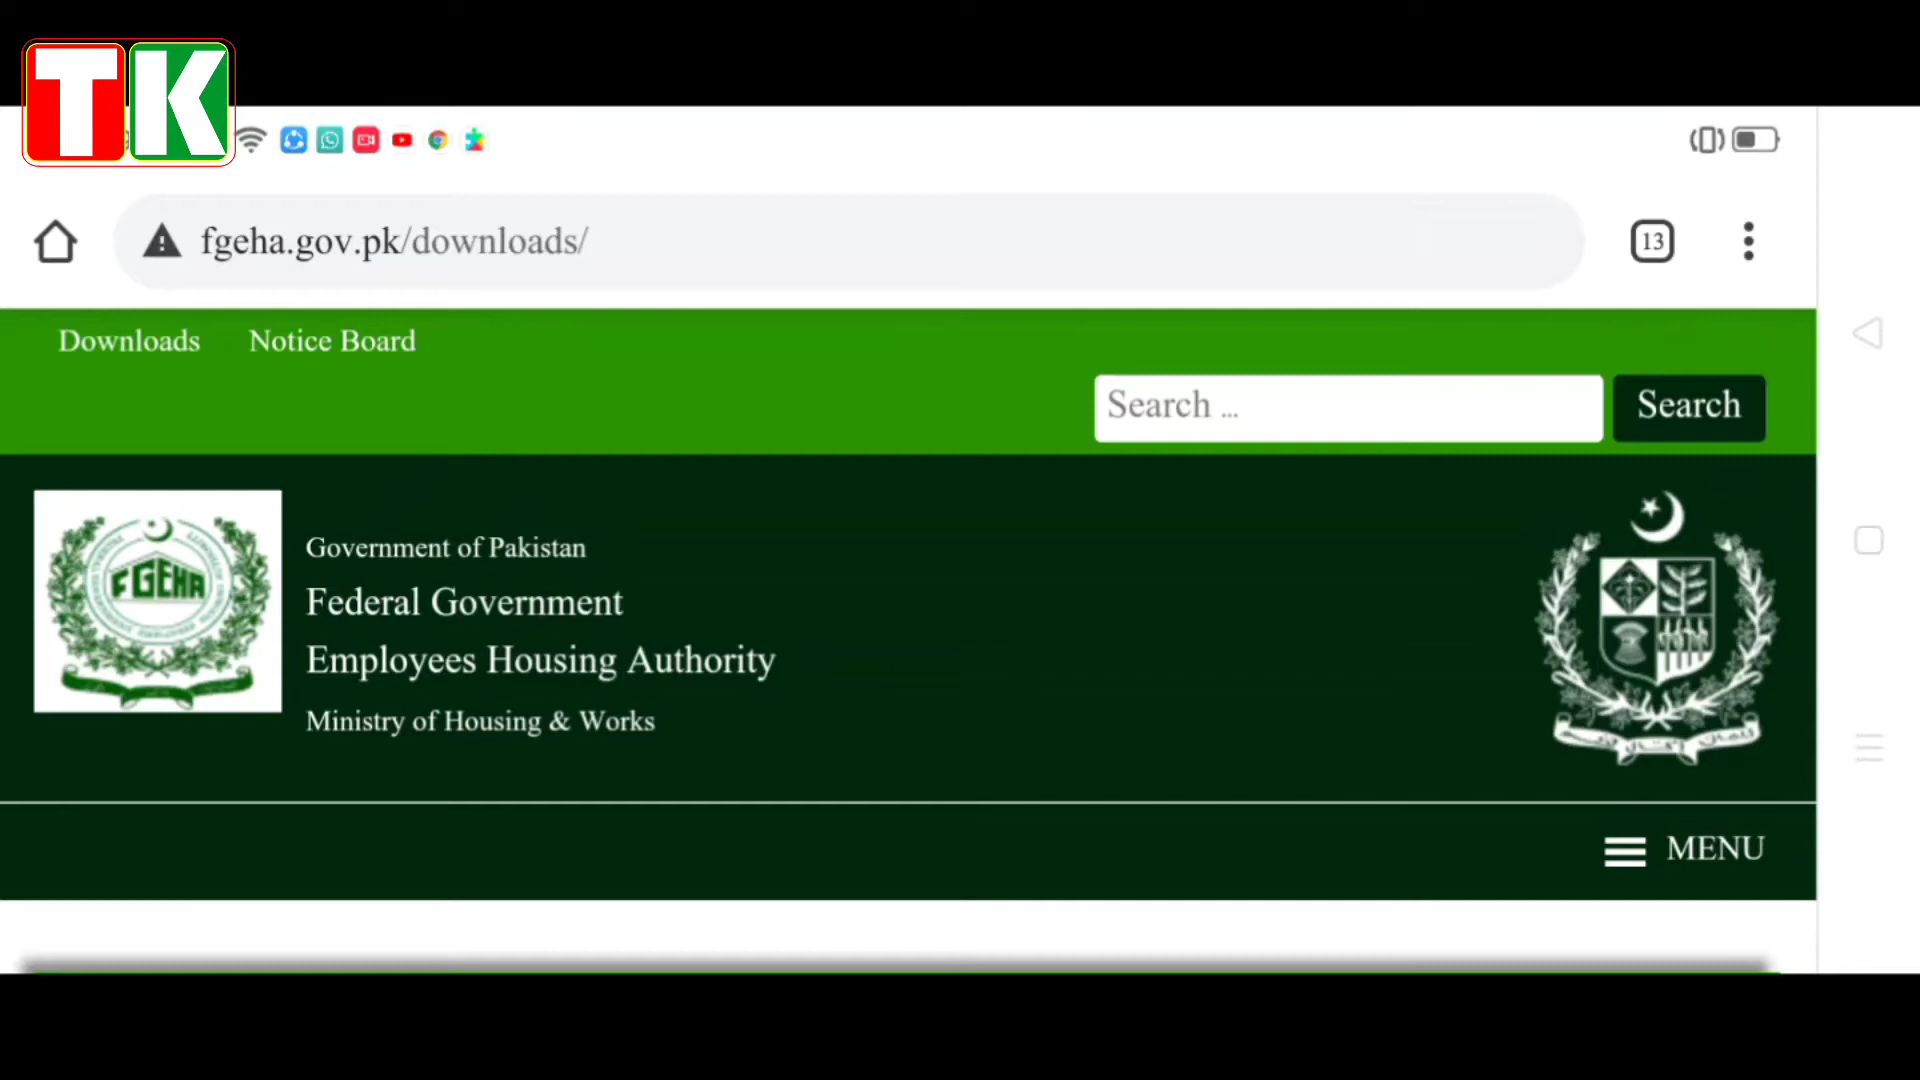 TK
fgeha.gov.pk/downloads/
13
Downloads Notice Board
Search ...
Search
FGEHA
Government of Pakistan
Federal Government
Employees Housing Authority
Ministry of Housing & Works
MENU